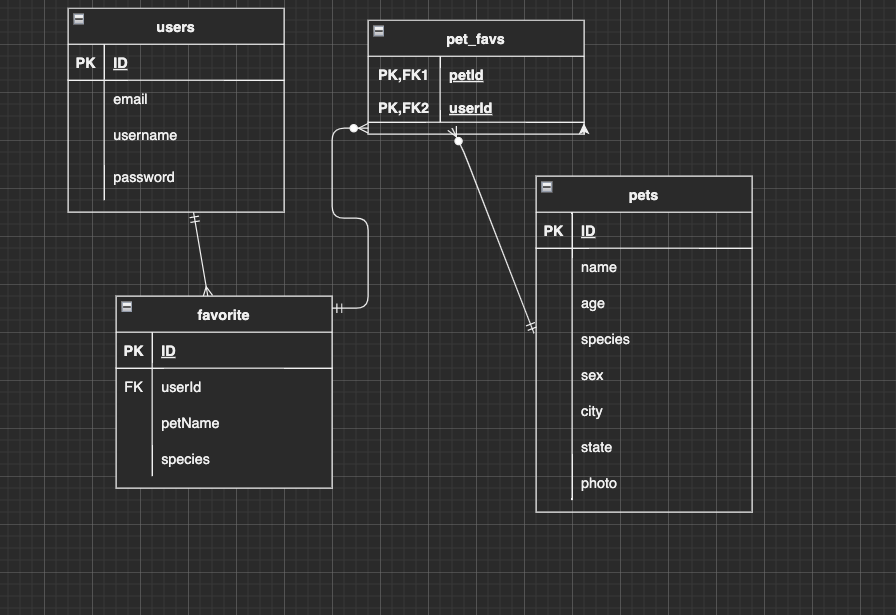 users
PK ID
email
username
password
pet_favs
PK,FK1 petId
PK,FK2 userId
pets
PK ID
name
age
species
sex
city
state
photo
favorite
PK ID
FK userId
petName
species